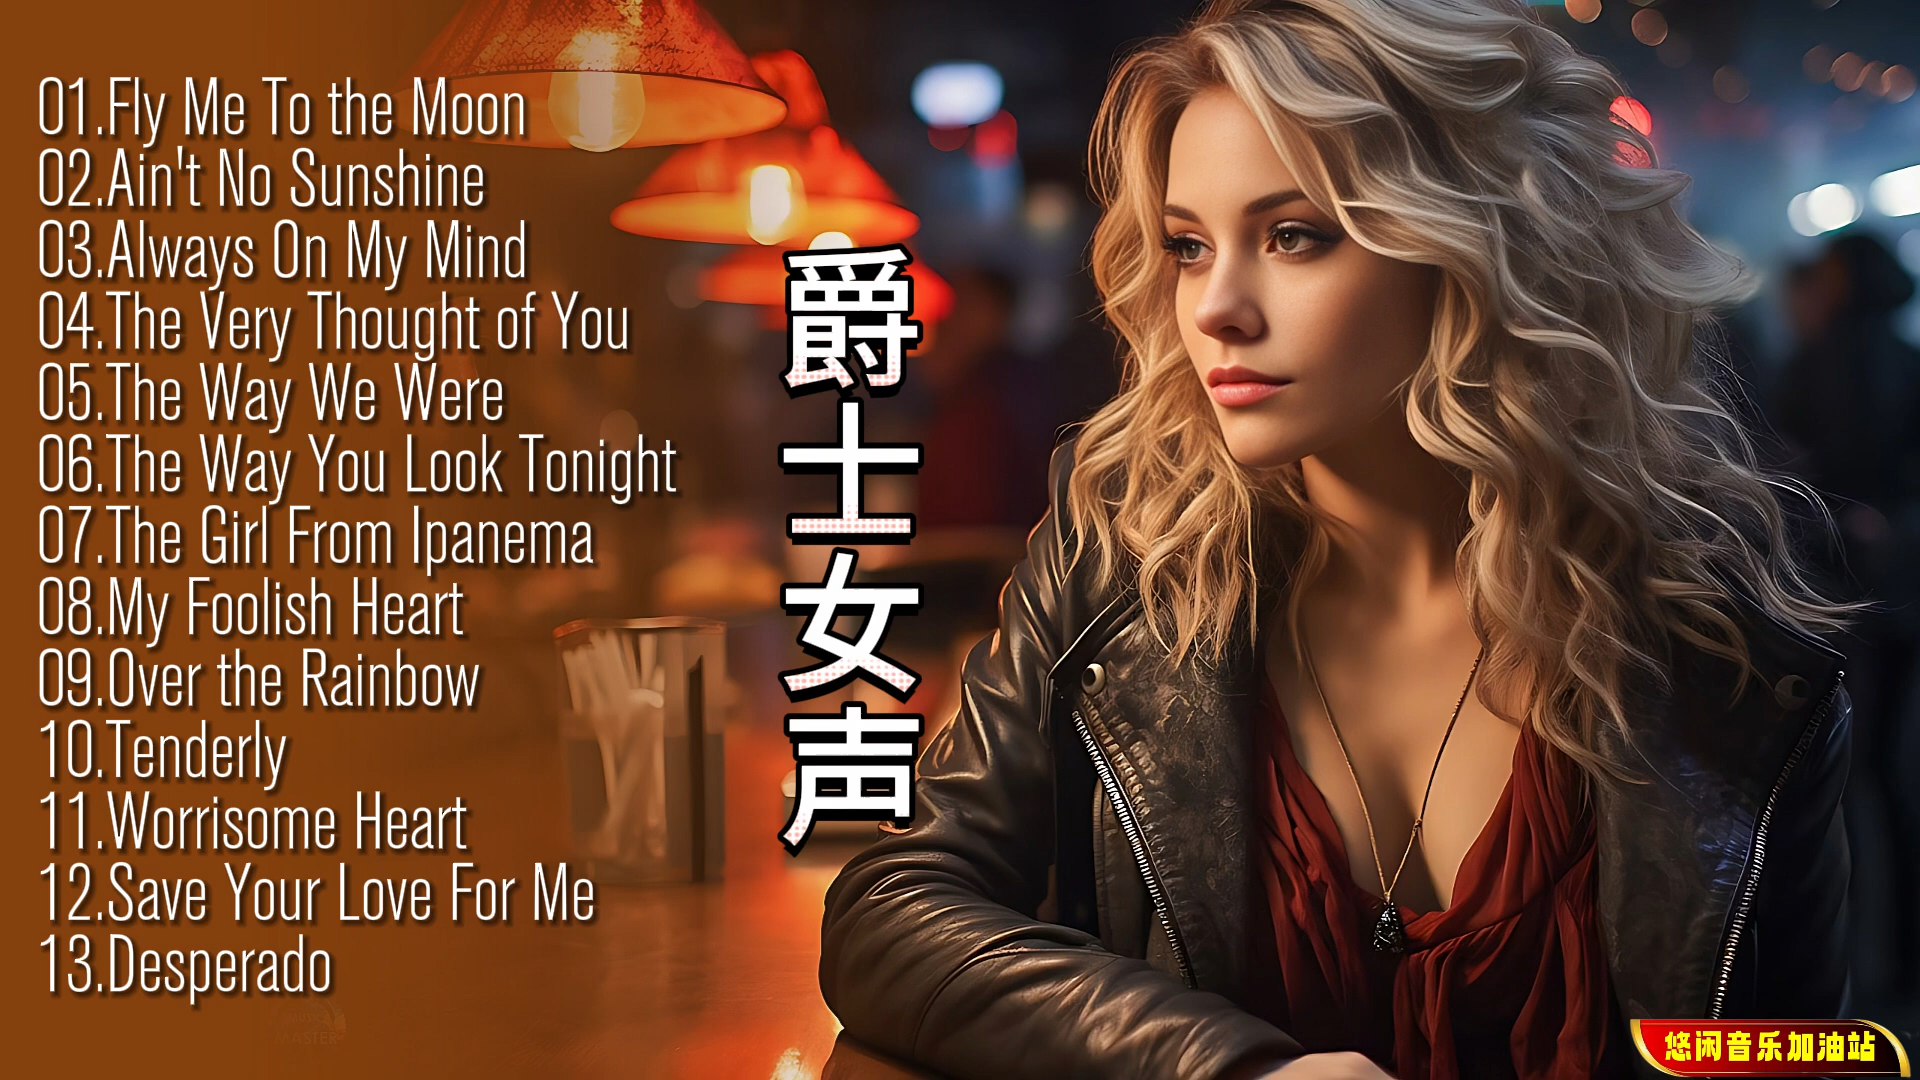 01.Fly Me To the Moon
02.Ain't No Sunshine
03.Always On My Mind
04.The Very Thought of You
05.The Way We Were
06.The Way You Look Tonight
07.The Girl From Ipanema
08.My Foolish Heart
09.Over the Rainbow
10.Tenderly
11.Worrisome Heart
12.Save Your Love For Me
13.Desperado
爵士女声
MASTER
悠闲音乐加油站